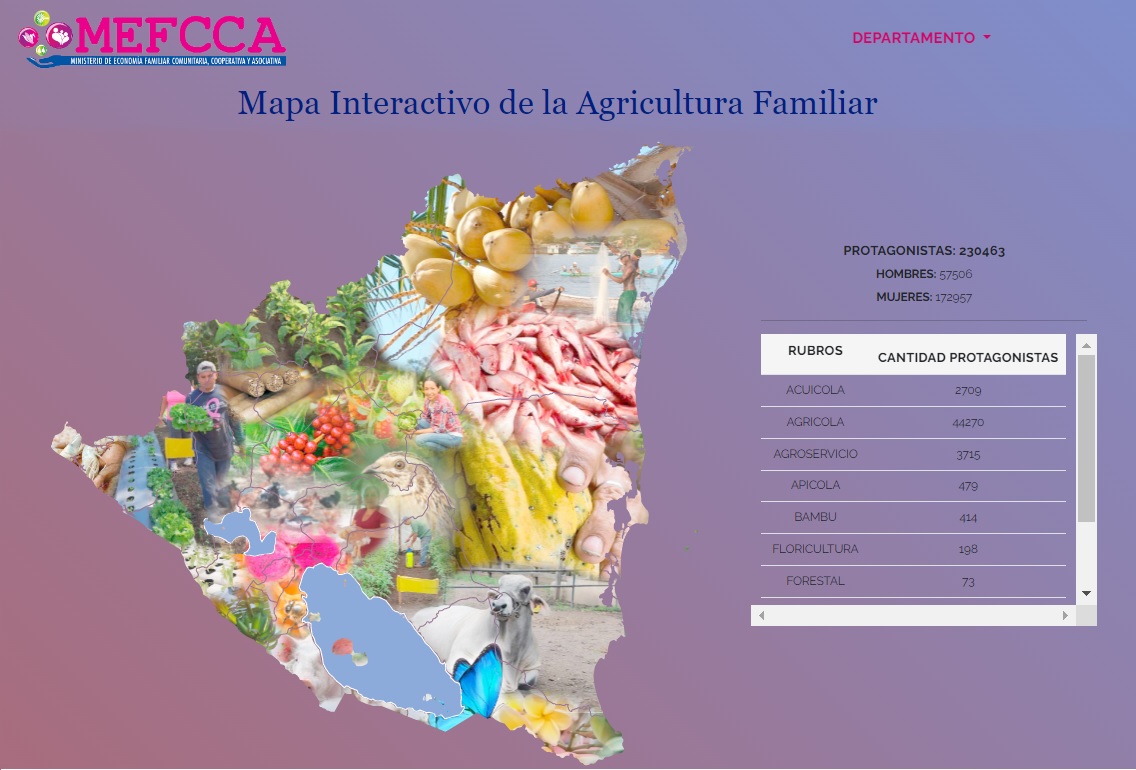 MEFCCA
MINISTERIO DE ECONOMÍA FAMILIAR COMUNITARIA, COOPERATIVA Y ASOCIATIVA
DEPARTAMENTO
Mapa Interactivo de la Agricultura Familiar
PROTAGONISTAS: 230463
HOMBRES: 57506
MUJERES: 172957
RUBROS CANTIDAD PROTAGONISTAS
ACUICOLA 2709
AGRICOLA 44270
AGROSERVICIO 3715
APICOLA 479
BAMBU 414
FLORICULTURA 198
FORESTAL 73